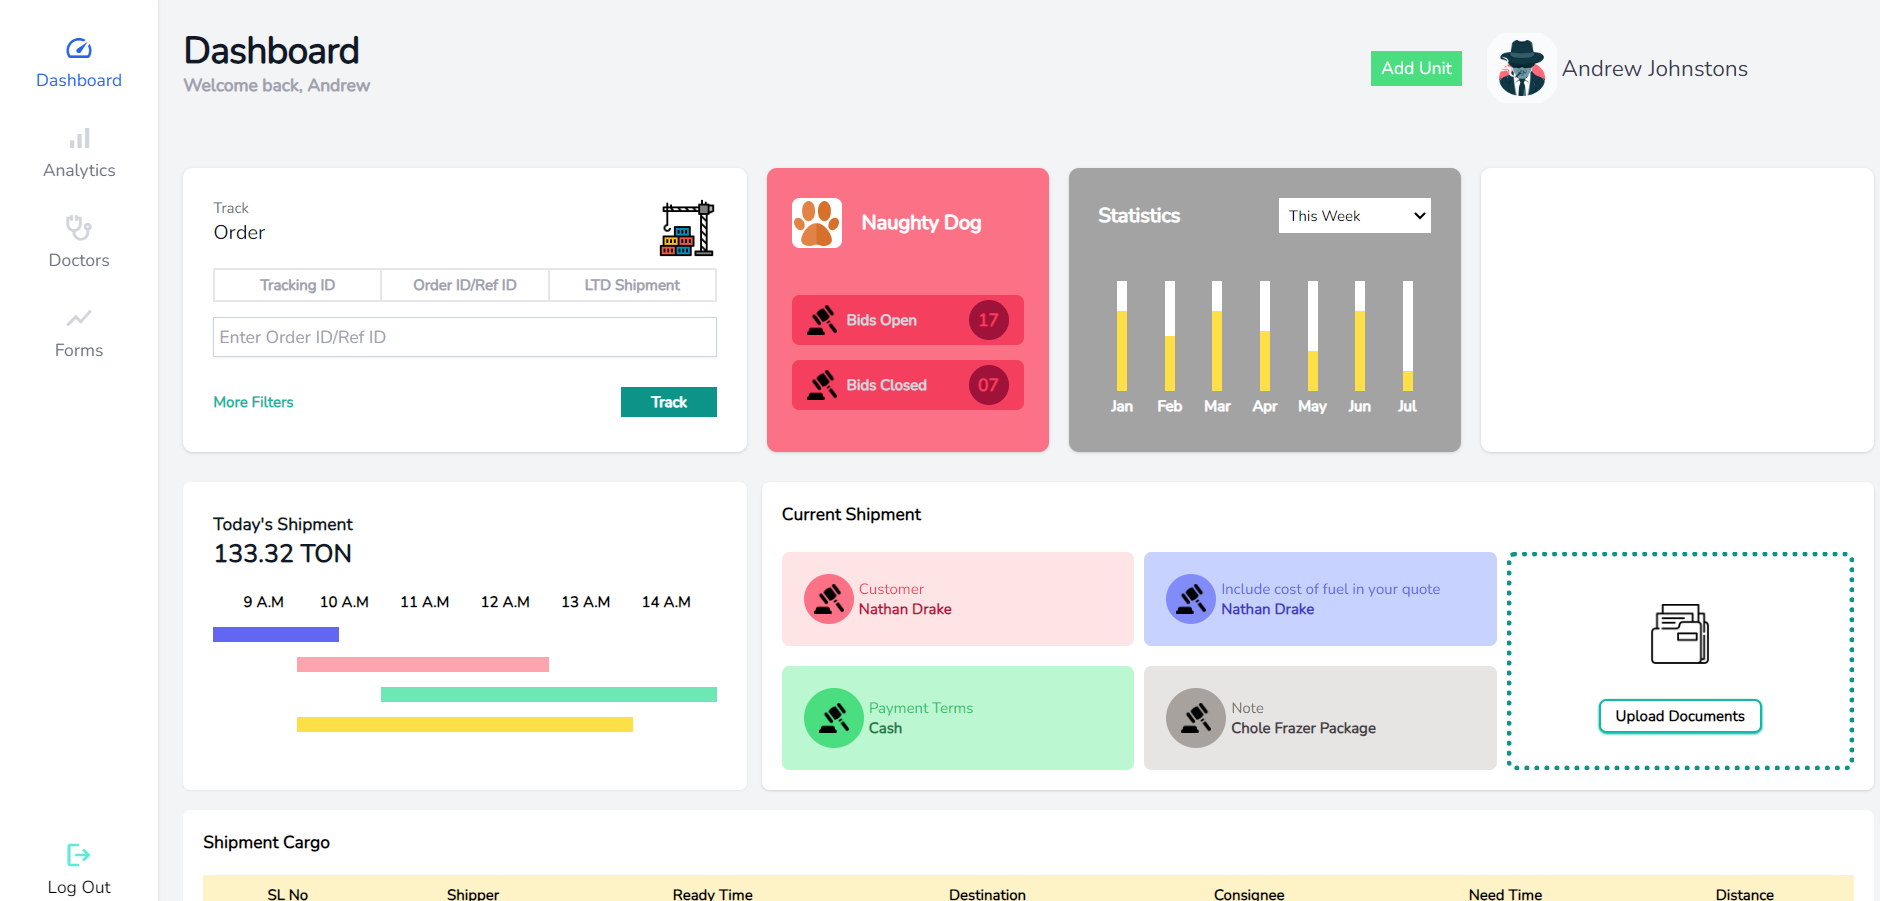 Dashboard
Analytics
Doctors
Forms
Log Out
Dashboard
Welcome back, Andrew
Add Unit
Andrew Johnstons
Track
Order
Tracking ID
Order ID/Ref ID
LTD Shipment
Enter Order ID/Ref ID
More Filters
Track
Naughty Dog
Bids Open 17
Bids Closed 07
Statistics
This Week
Jan Feb Mar Apr May Jun Jul
Today's Shipment
133.32 TON
9 A.M 10 A.M 11 A.M 12 A.M 13 A.M 14 A.M
Current Shipment
Customer
Nathan Drake
Include cost of fuel in your quote
Nathan Drake
Payment Terms
Cash
Note
Chole Frazer Package
Upload Documents
Shipment Cargo
SL No Shipper Ready Time Destination Consignee Need Time Distance